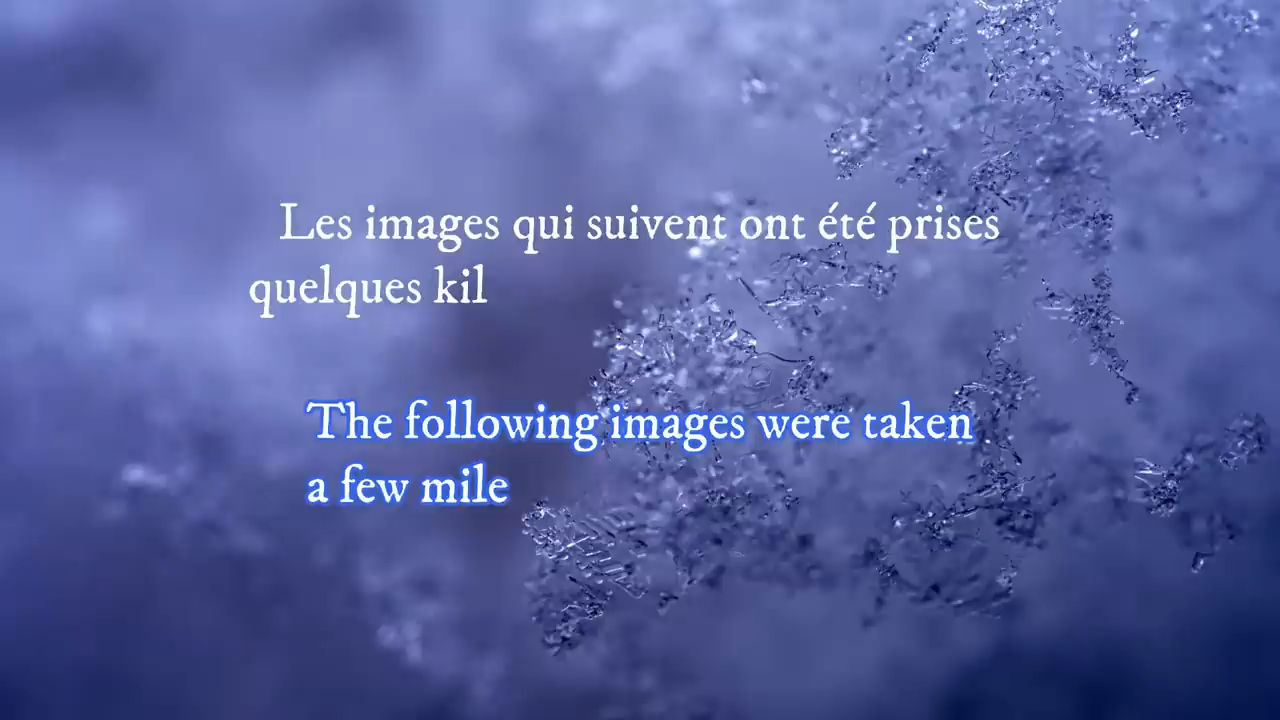 Les images qui suivent ont été prises
quelques kil
The following images were taken
a few mile